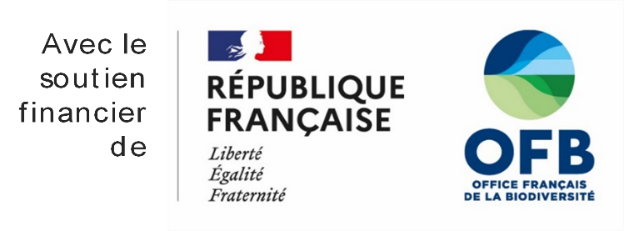 Avec le
soutien
financier
de
RÉPUBLIQUE
FRANÇAISE
Liberté
Égalité
Fraternité
OFB
OFFICE FRANÇAIS
DE LA BIODIVERSITÉ